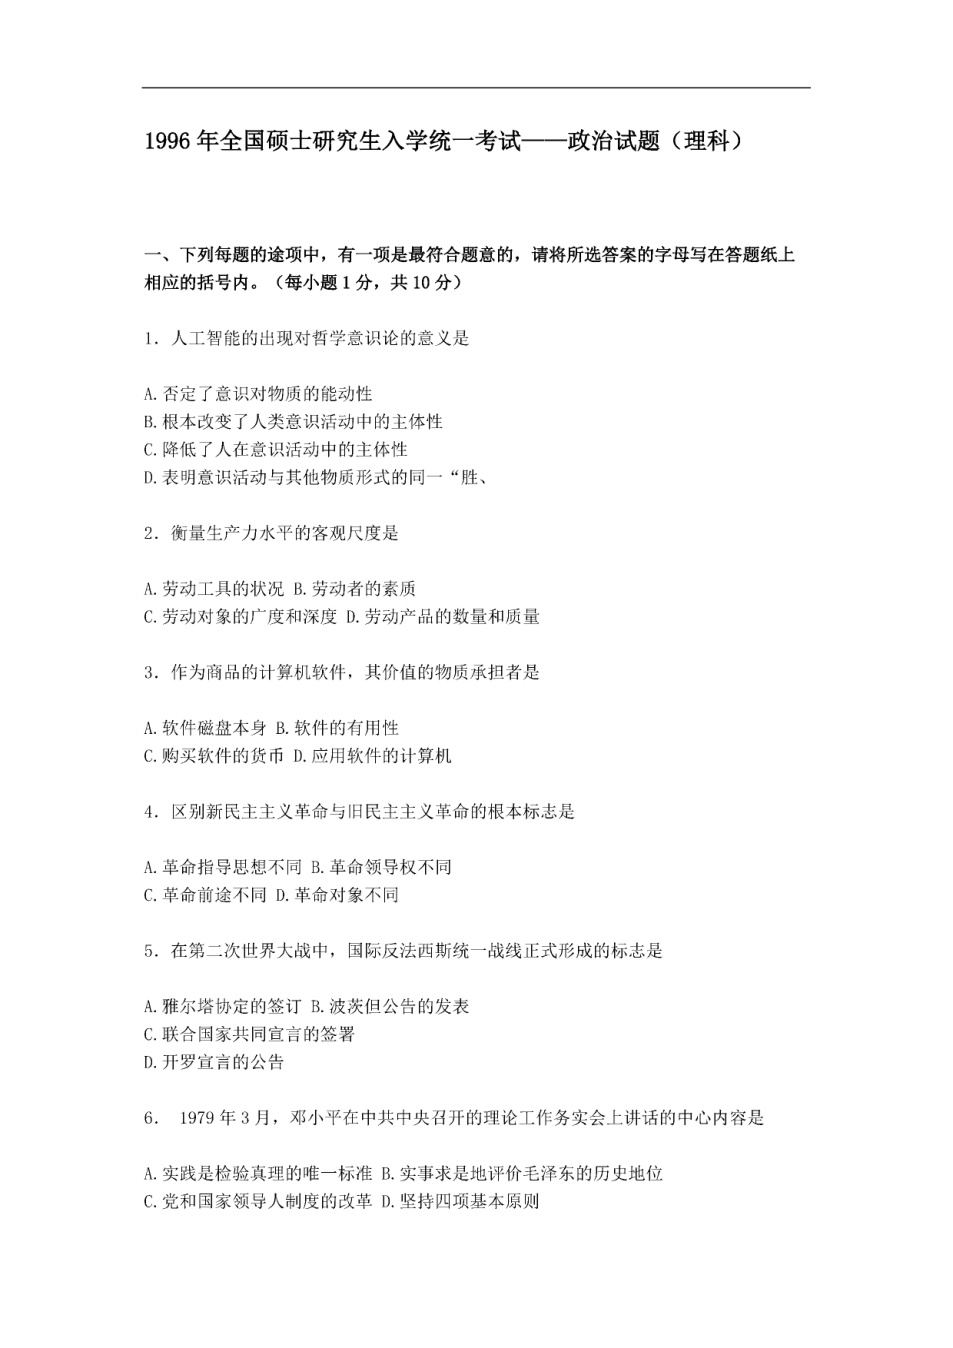 1996 年全国硕士研究生入学统一考试——政治试题（理科）
一、下列每题的途项中，有一项是最符合题意的，请将所选答案的字母写在答题纸上
相应的括号内。（每小题 1 分，共 10 分）
1．人工智能的出现对哲学意识论的意义是
A.否定了意识对物质的能动性
B.根本改变了人类意识活动中的主体性
C.降低了人在意识活动中的主体性
D.表明意识活动与其他物质形式的同一“胜、
2．衡量生产力水平的客观尺度是
A.劳动工具的状况 B.劳动者的素质
C.劳动对象的广度和深度 D.劳动产品的数量和质量
3．作为商品的计算机软件，其价值的物质承担者是
A.软件磁盘本身 B.软件的有用性
C.购买软件的货币 D.应用软件的计算机
4．区别新民主主义革命与旧民主主义革命的根本标志是
A.革命指导思想不同 B.革命领导权不同
C.革命前途不同 D.革命对象不同
5．在第二次世界大战中，国际反法西斯统一战线正式形成的标志是
A.雅尔塔协定的签订 B.波茨但公告的发表
C.联合国家共同宣言的签署
D.开罗宣言的公告
6． 1979 年 3 月，邓小平在中共中央召开的理论工作务实会上讲话的中心内容是
A.实践是检验真理的唯一标准 B.实事求是地评价毛泽东的历史地位
C.党和国家领导人制度的改革 D.坚持四项基本原则